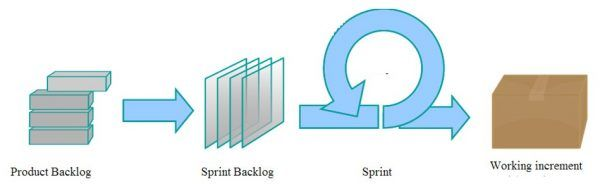 Product Backlog
Sprint Backlog
Sprint
Working increment